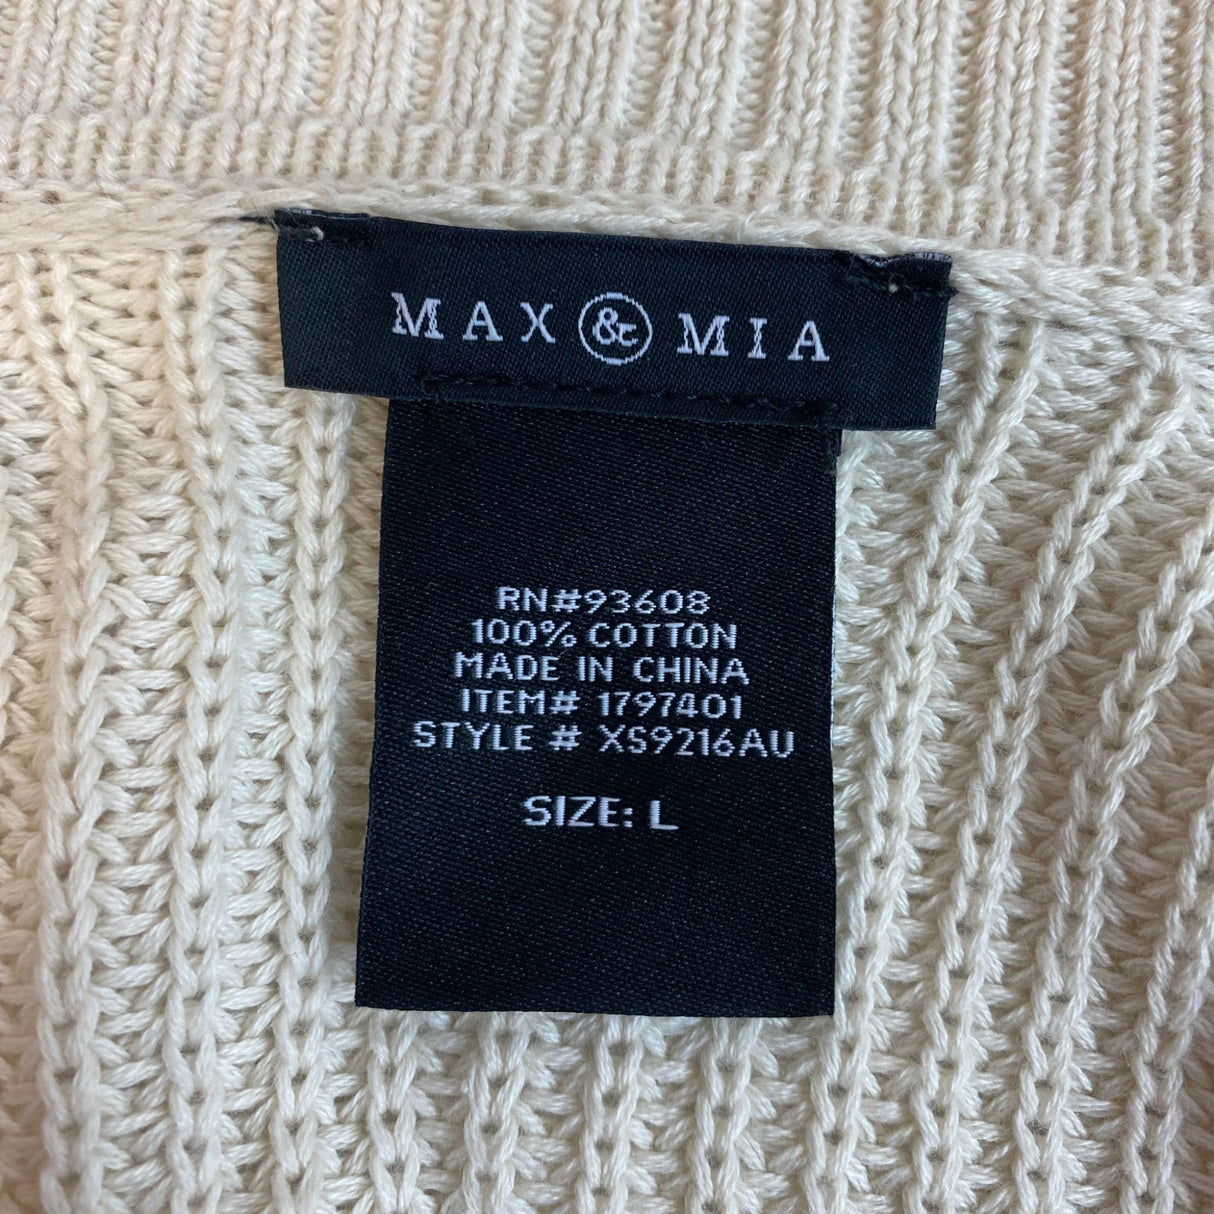 MAX & MIA
RN#93608
100% COTTON
MADE IN CHINA
ITEM# 1797401
STYLE # XS9216AU
SIZE: L